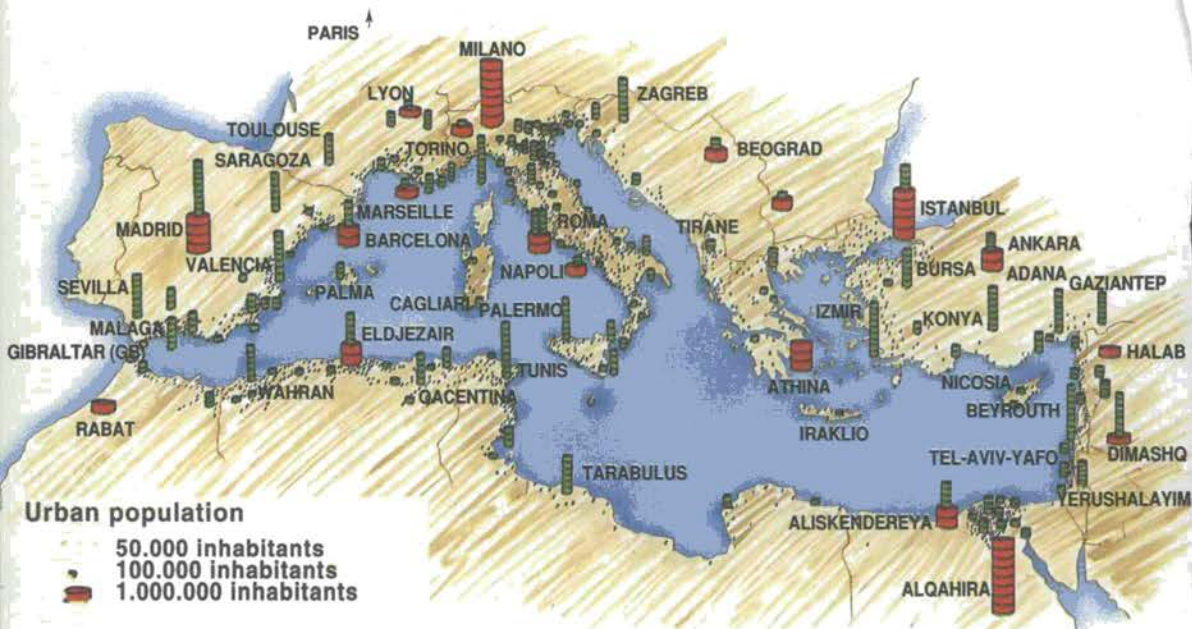 PARIS
MILANO
LYON
ZAGREB
TOULOUSE
TORINO
BEOGRAD
SARAGOZA
MADRID
MARSEILLE
ROMA
ISTANBUL
BARCELONA
TIRANE
ANKARA
VALENCIA
NAPOLI
BURSA
ADANA
GAZIANTEP
SEVILLA
PALMA
CAGLIARI
PALERMO
IZMIR
KONYA
MALAGA
ELDJEZAIR
GIBRALTAR (GB)
HALAB
TUNIS
ATHINA
NICOSIA
WAHRAN
QACENTINA
BEYROUTH
RABAT
IRAKLIO
DIMASHQ
TEL-AVIV-YAFO
TARABULUS
YERUSHALAYIM
ALISKENDEREYA
ALQAHIRA
Urban population
50.000 inhabitants
100.000 inhabitants
1.000.000 inhabitants